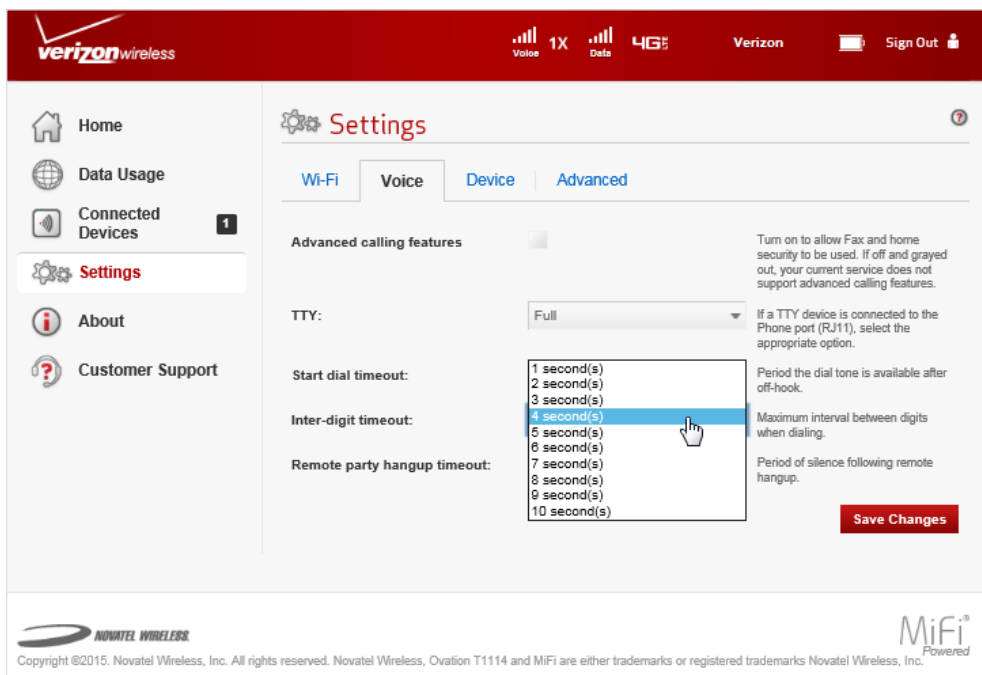 verizonwireless
Voice
1X
Data
4GLTE
Verizon
Sign Out
Home
Data Usage
Connected
Devices
1
Settings
About
Customer Support
Settings
Wi-Fi
Voice
Device
Advanced
Advanced calling features
Turn on to allow Fax and home
security to be used. If off and grayed
out, your current service does not
support advanced calling features.
TTY:
Full
If a TTY device is connected to the
Phone port (RJ11), select the
appropriate option.
Start dial timeout:
Period the dial tone is available after
off-hook.
Inter-digit timeout:
1 second(s)
2 second(s)
3 second(s)
4 second(s)
5 second(s)
6 second(s)
7 second(s)
8 second(s)
9 second(s)
10 second(s)
Maximum interval between digits
when dialing.
Remote party hangup timeout:
Period of silence following remote
hangup.
Save Changes
NOVATEL WIRELESS.
MiFi®
Powered
Copyright ©2015. Novatel Wireless, Inc. All rights reserved. Novatel Wireless, Ovation T1114 and MiFi are either trademarks or registered trademarks Novatel Wireless, Inc.